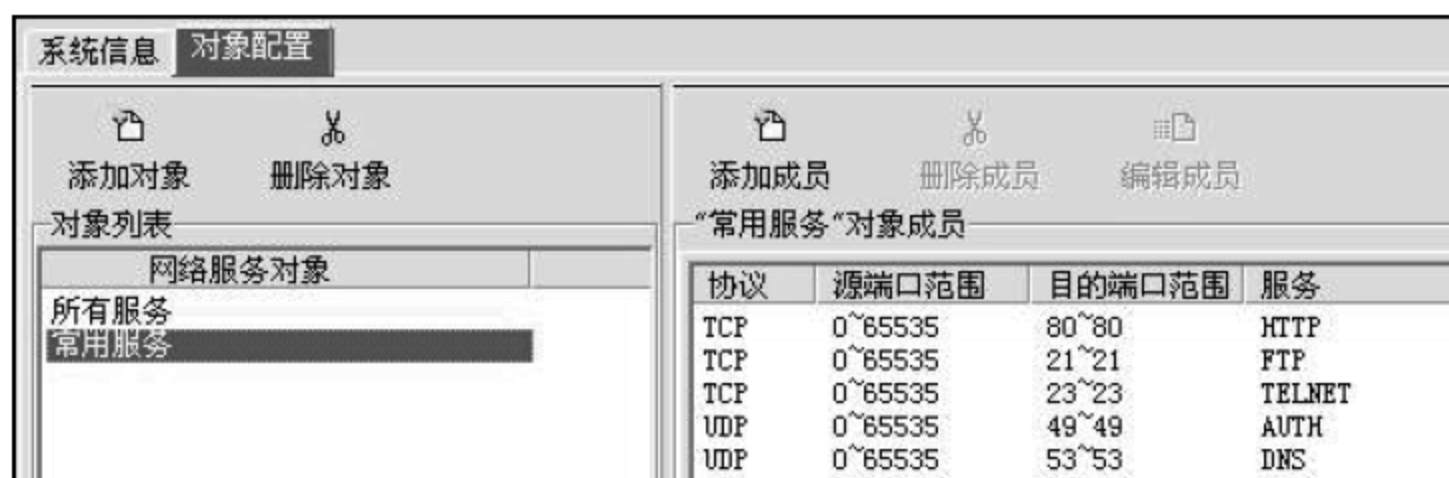 系统信息 对象配置
添加对象 删除对象
对象列表
网络服务对象
所有服务
常用服务
添加成员 删除成员 编辑成员
“常用服务“对象成员
协议 源端口范围 目的端口范围 服务
TCP 0~65535 80~80 HTTP
TCP 0~65535 21~21 FTP
TCP 0~65535 23~23 TELNET
UDP 0~65535 49~49 AUTH
UDP 0~65535 53~53 DNS